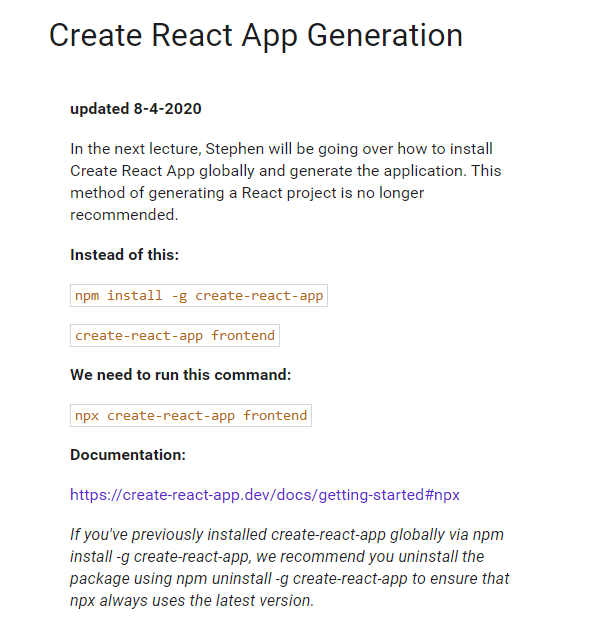 Create React App Generation
updated 8-4-2020
In the next lecture, Stephen will be going over how to install
Create React App globally and generate the application. This
method of generating a React project is no longer
recommended.
Instead of this:
npm install -g create-react-app
create-react-app frontend
We need to run this command:
npx create-react-app frontend
Documentation:
https://create-react-app.dev/docs/getting-started#npx
If you've previously installed create-react-app globally via npm
install -g create-react-app, we recommend you uninstall the
package using npm uninstall -g create-react-app to ensure that
npx always uses the latest version.